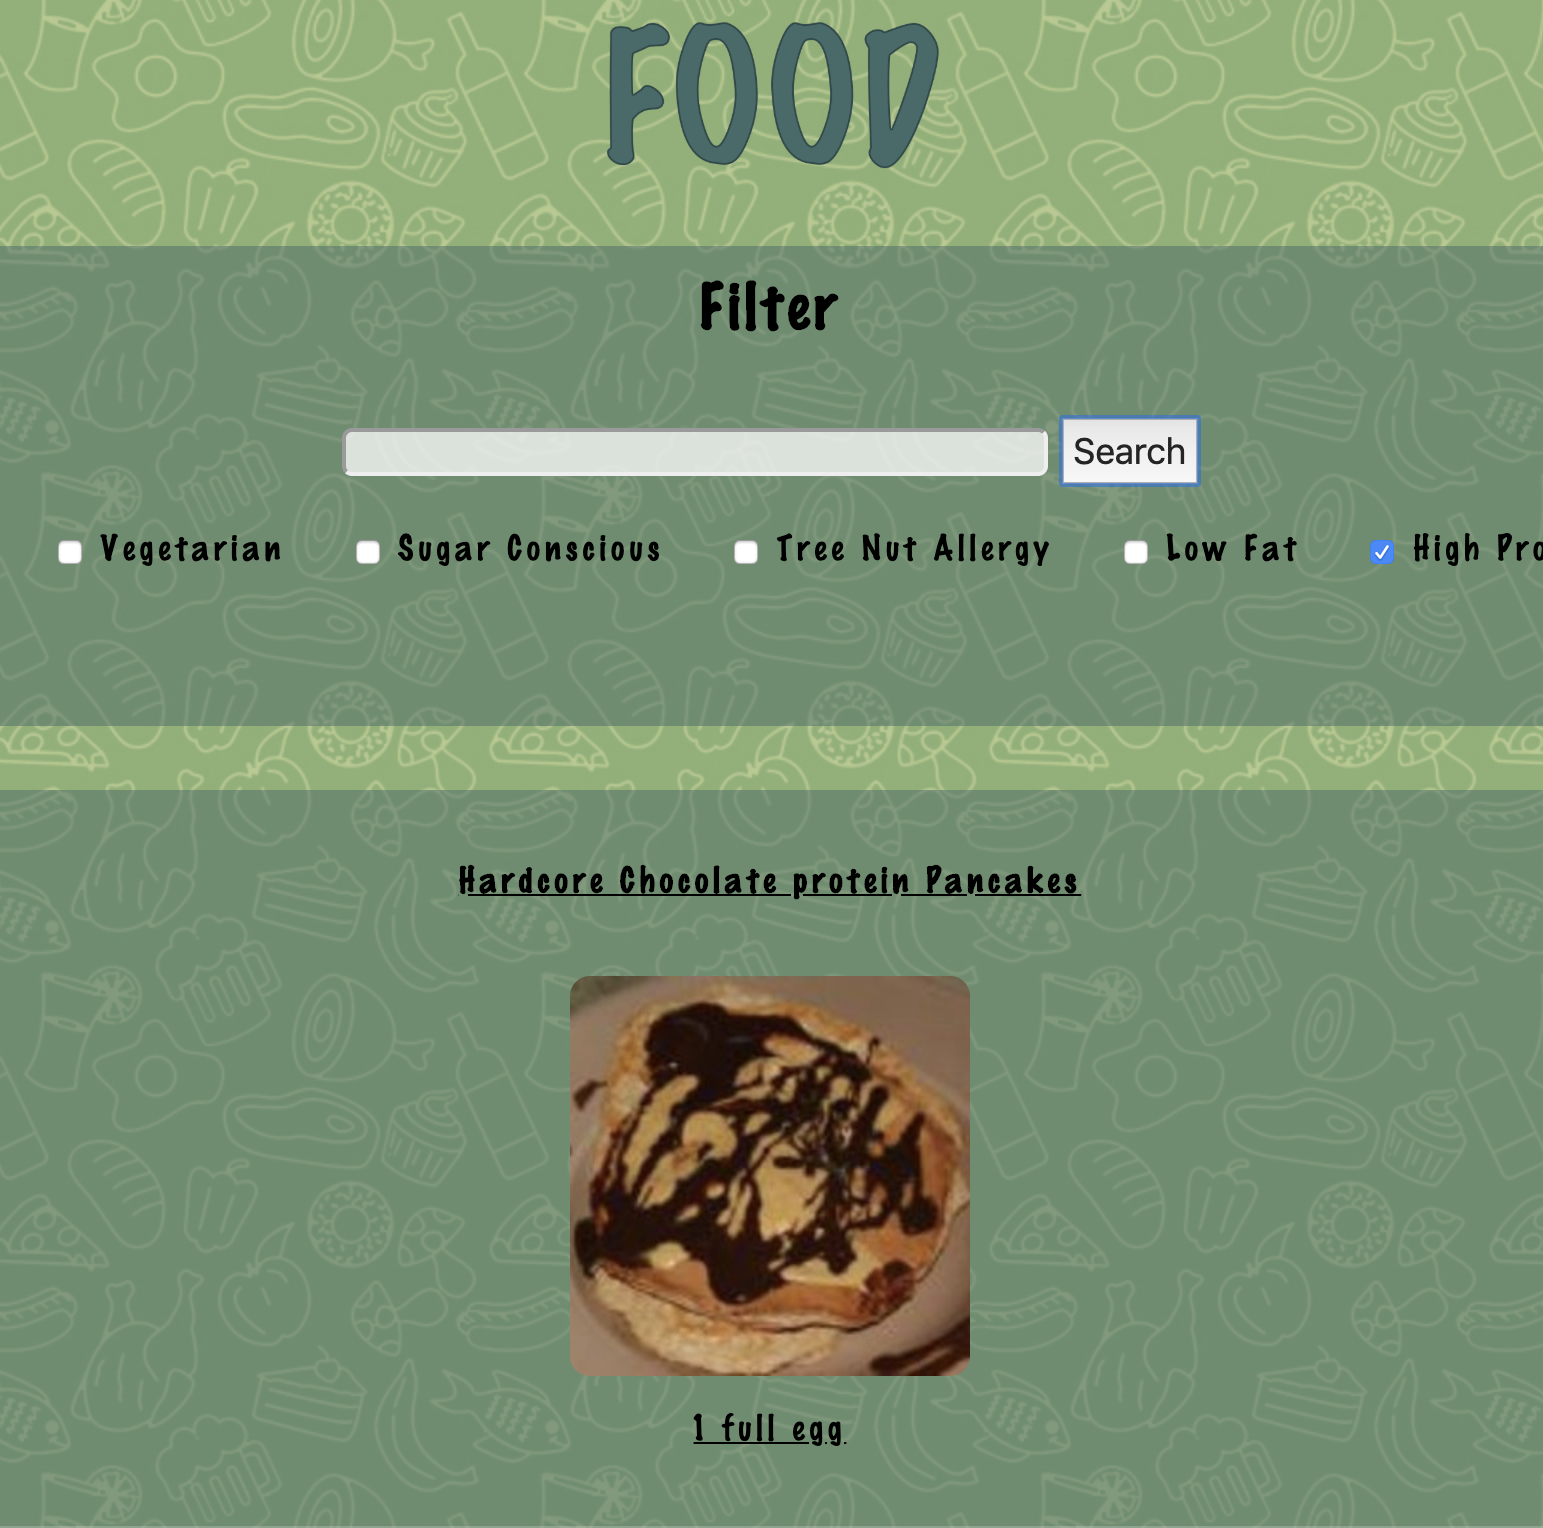 FOOD
Filter
Search
Vegetarian Sugar Conscious Tree Nut Allergy Low Fat High Pro
Hardcore Chocolate protein Pancakes
1 full egg